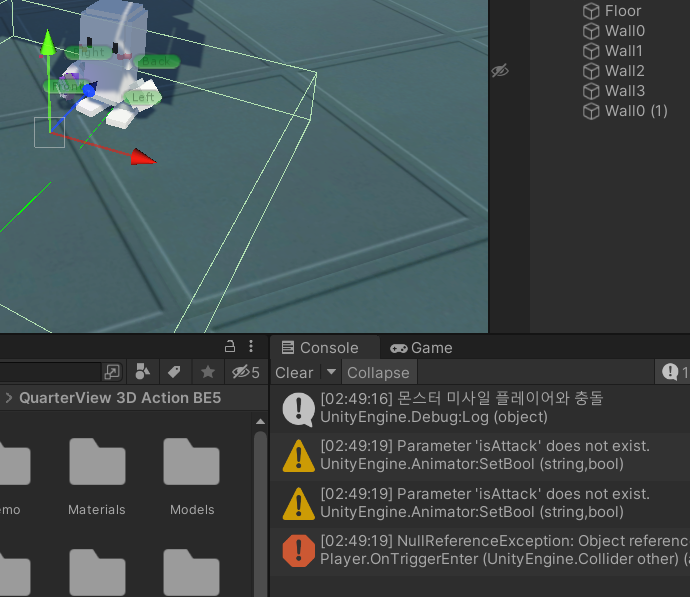 Floor
Wall0
Wall1
Wall2
Wall3
Wall0 (1)
Right
Back
Front
Left
Console
Game
5
Clear
Collapse
1
QuarterView 3D Action BE5
[02:49:16] 몬스터 미사일 플레이어와 충돌
UnityEngine.Debug:Log (object)
[02:49:19] Parameter 'isAttack' does not exist.
UnityEngine.Animator:SetBool (string,bool)
[02:49:19] Parameter 'isAttack' does not exist.
UnityEngine.Animator:SetBool (string,bool)
[02:49:19] NullReferenceException: Object reference
Player.OnTriggerEnter (UnityEngine.Collider other) (a
emo
Materials
Models